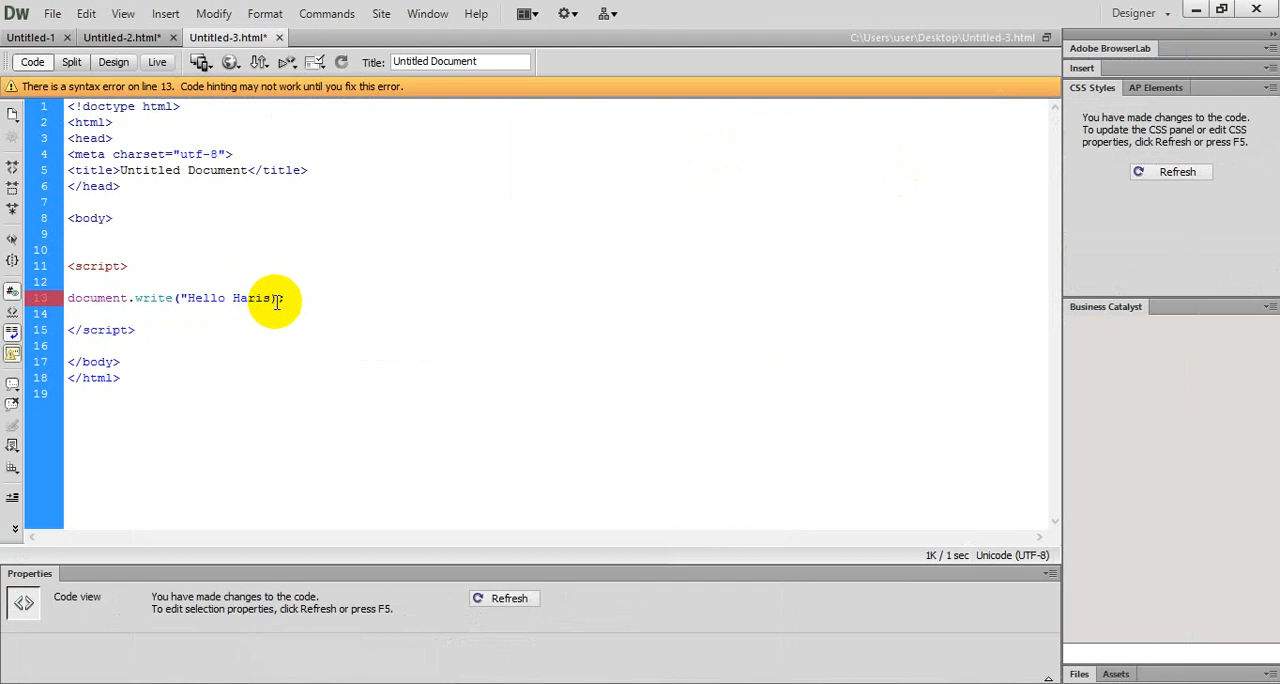 DW File Edit View Insert Modify Format Commands Site Window Help Designer
Untitled-1 Untitled-2.html* Untitled-3.html* C:\Users\user\Desktop\Untitled-3.html
Code Split Design Live Title: Untitled Document
There is a syntax error on line 13. Code hinting may not work until you fix this error.
1 <!doctype html>
2 <html>
3 <head>
4 <meta charset="utf-8">
5 <title>Untitled Document</title>
6 </head>
7
8 <body>
9
10
11 <script>
12
13 document.write("Hello Haris);
14
15 </script>
16
17 </body>
18 </html>
19
1K / 1 sec Unicode (UTF-8)
Properties
Code view
You have made changes to the code.
To edit selection properties, click Refresh or press F5.
Refresh
Adobe BrowserLab
Insert
CSS Styles AP Elements
You have made changes to the code.
To update the CSS panel or edit CSS
properties, click Refresh or press F5.
Refresh
Business Catalyst
Files Assets